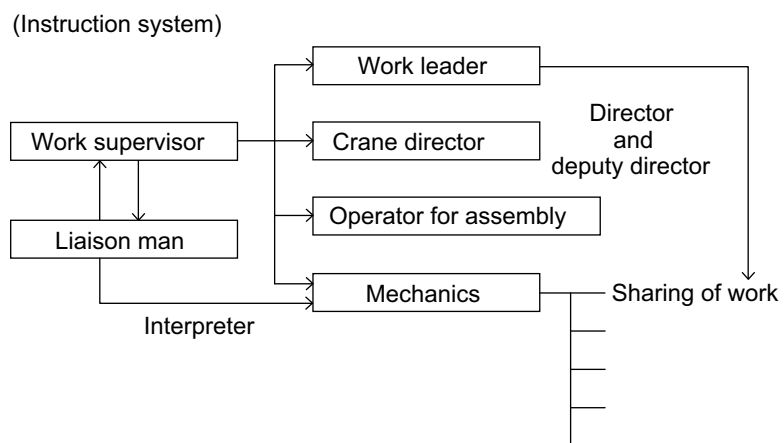 (Instruction system)
Work leader
Work supervisor
Crane director
Director
and
deputy director
Operator for assembly
Liaison man
Mechanics
Sharing of work
Interpreter